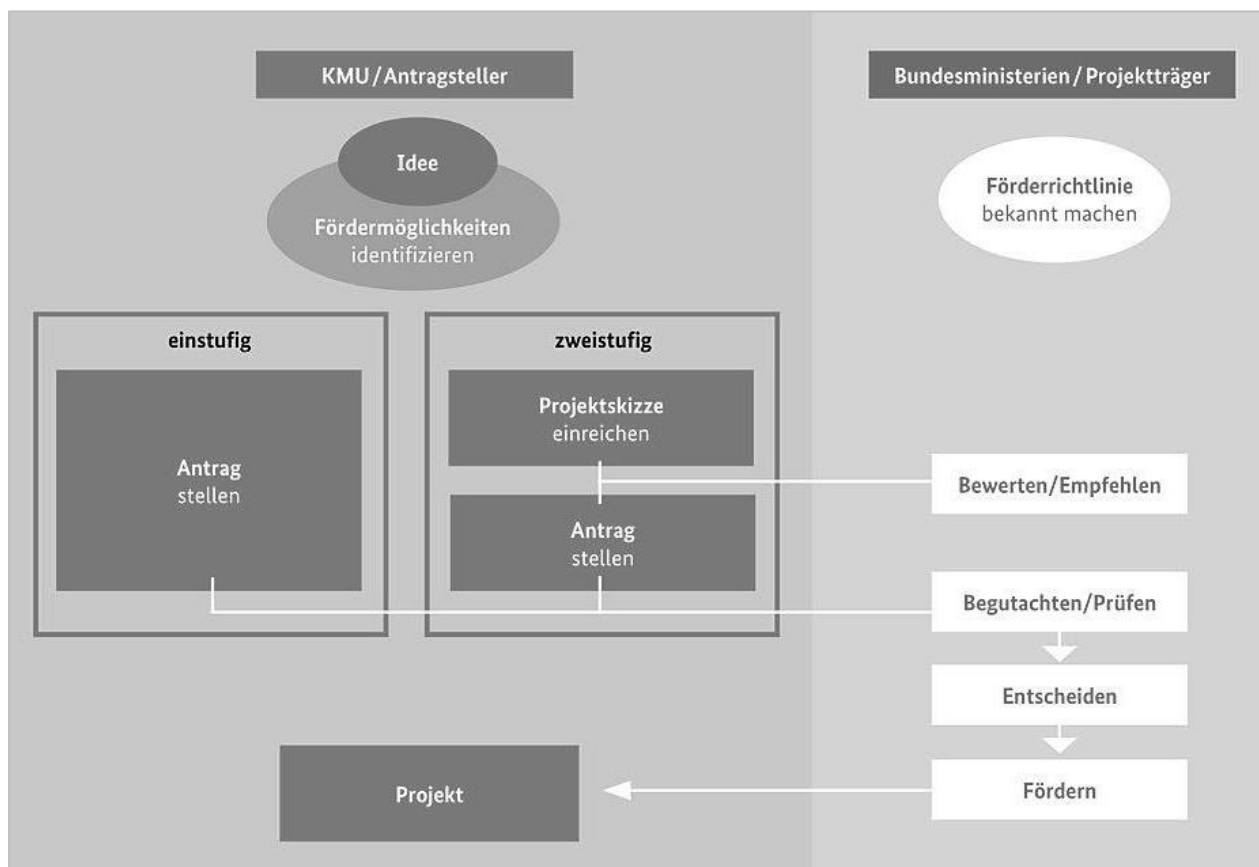 KMU/Antragsteller
Bundesministerien/Projektträger
Idee
Fördermöglichkeiten
identifizieren
Förderrichtlinie
bekannt machen
einstufig
Antrag
stellen
zweistufig
Projektskizze
einreichen
Antrag
stellen
Bewerten/Empfehlen
Begutachten/Prüfen
Entscheiden
Fördern
Projekt